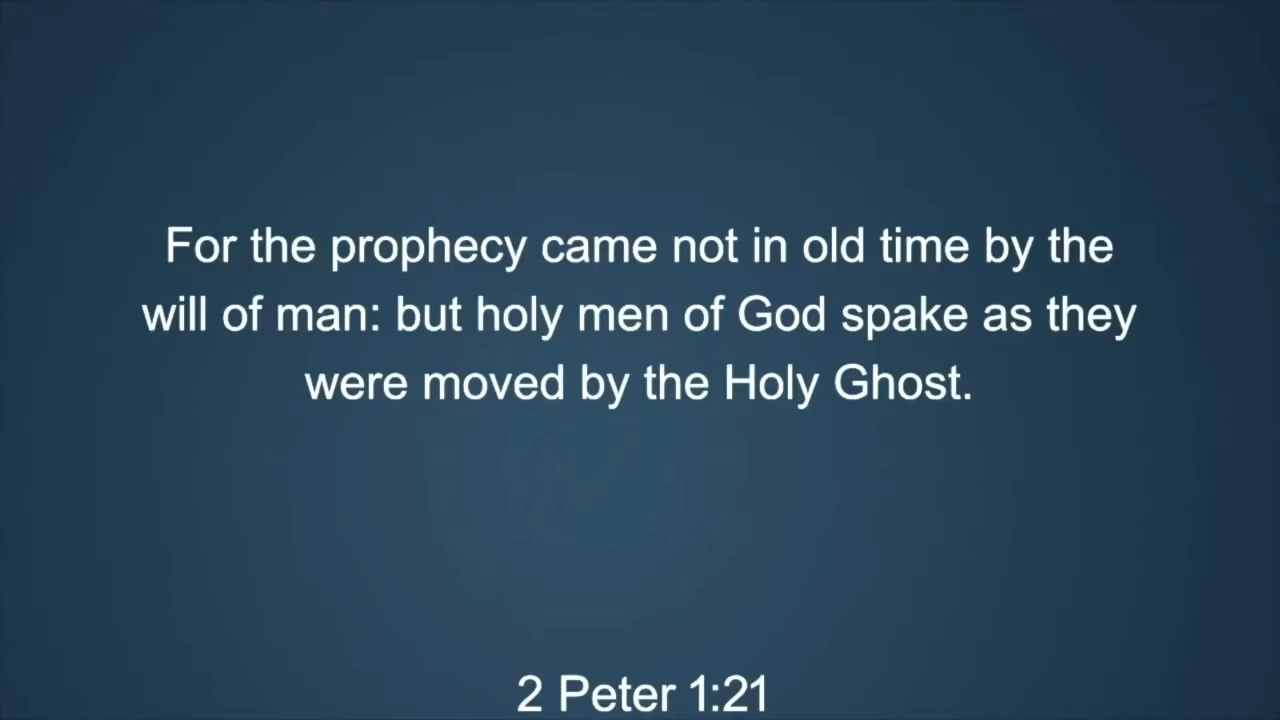 For the prophecy came not in old time by the
will of man: but holy men of God spake as they
were moved by the Holy Ghost.
2 Peter 1:21